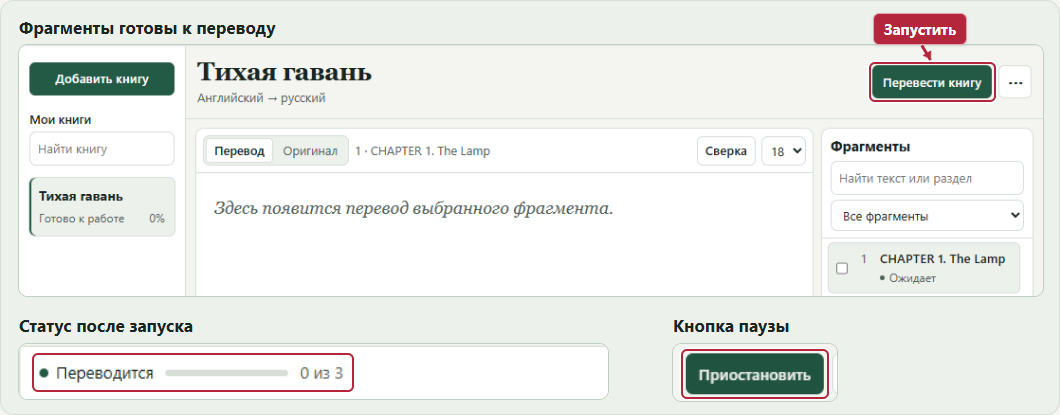 Фрагменты готовы к переводу
Запустить
Добавить книгу
Мои книги
Найти книгу
Тихая гавань
Готово к работе 0%
Тихая гавань
Английский → русский
Перевести книгу ···
Перевод Оригинал 1 · CHAPTER 1. The Lamp Сверка 18
Здесь появится перевод выбранного фрагмента.
Фрагменты
Найти текст или раздел
Все фрагменты
1 CHAPTER 1. The Lamp
• Ожидает
Статус после запуска
• Переводится 0 из 3
Кнопка паузы
Приостановить